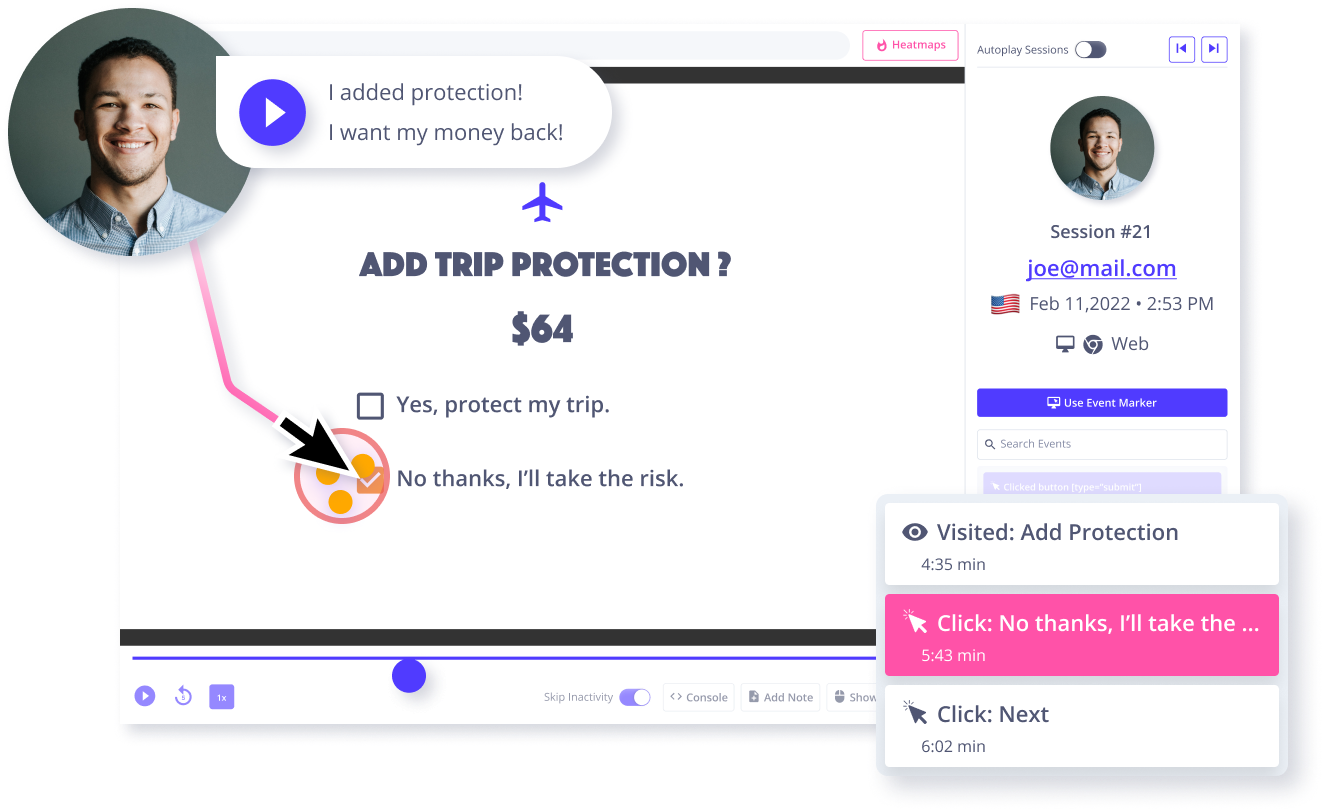 Heatmaps
Autoplay Sessions
I added protection!
I want my money back!
ADD TRIP PROTECTION ?
$64
Yes, protect my trip.
No thanks, I'll take the risk.
Session #21
joe@mail.com
Feb 11,2022 • 2:53 PM
Web
Use Event Marker
Search Events
Clicked button [type="submit"]
Visited: Add Protection
4:35 min
Click: No thanks, I'll take the ...
5:43 min
Click: Next
6:02 min
5
1x
Skip Inactivity
<> Console
Add Note
Show